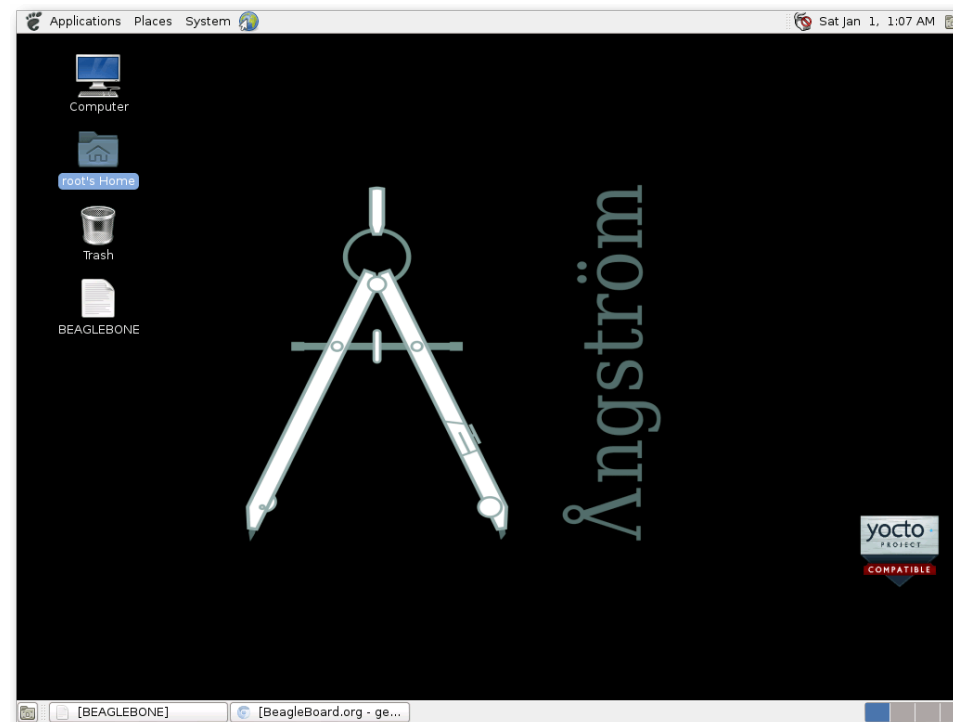 Applications Places System
Sat Jan 1, 1:07 AM
Computer
root's Home
Trash
BEAGLEBONE
Ångström
yocto
PROJECT
COMPATIBLE
[BEAGLEBONE]
[BeagleBoard.org - ge...